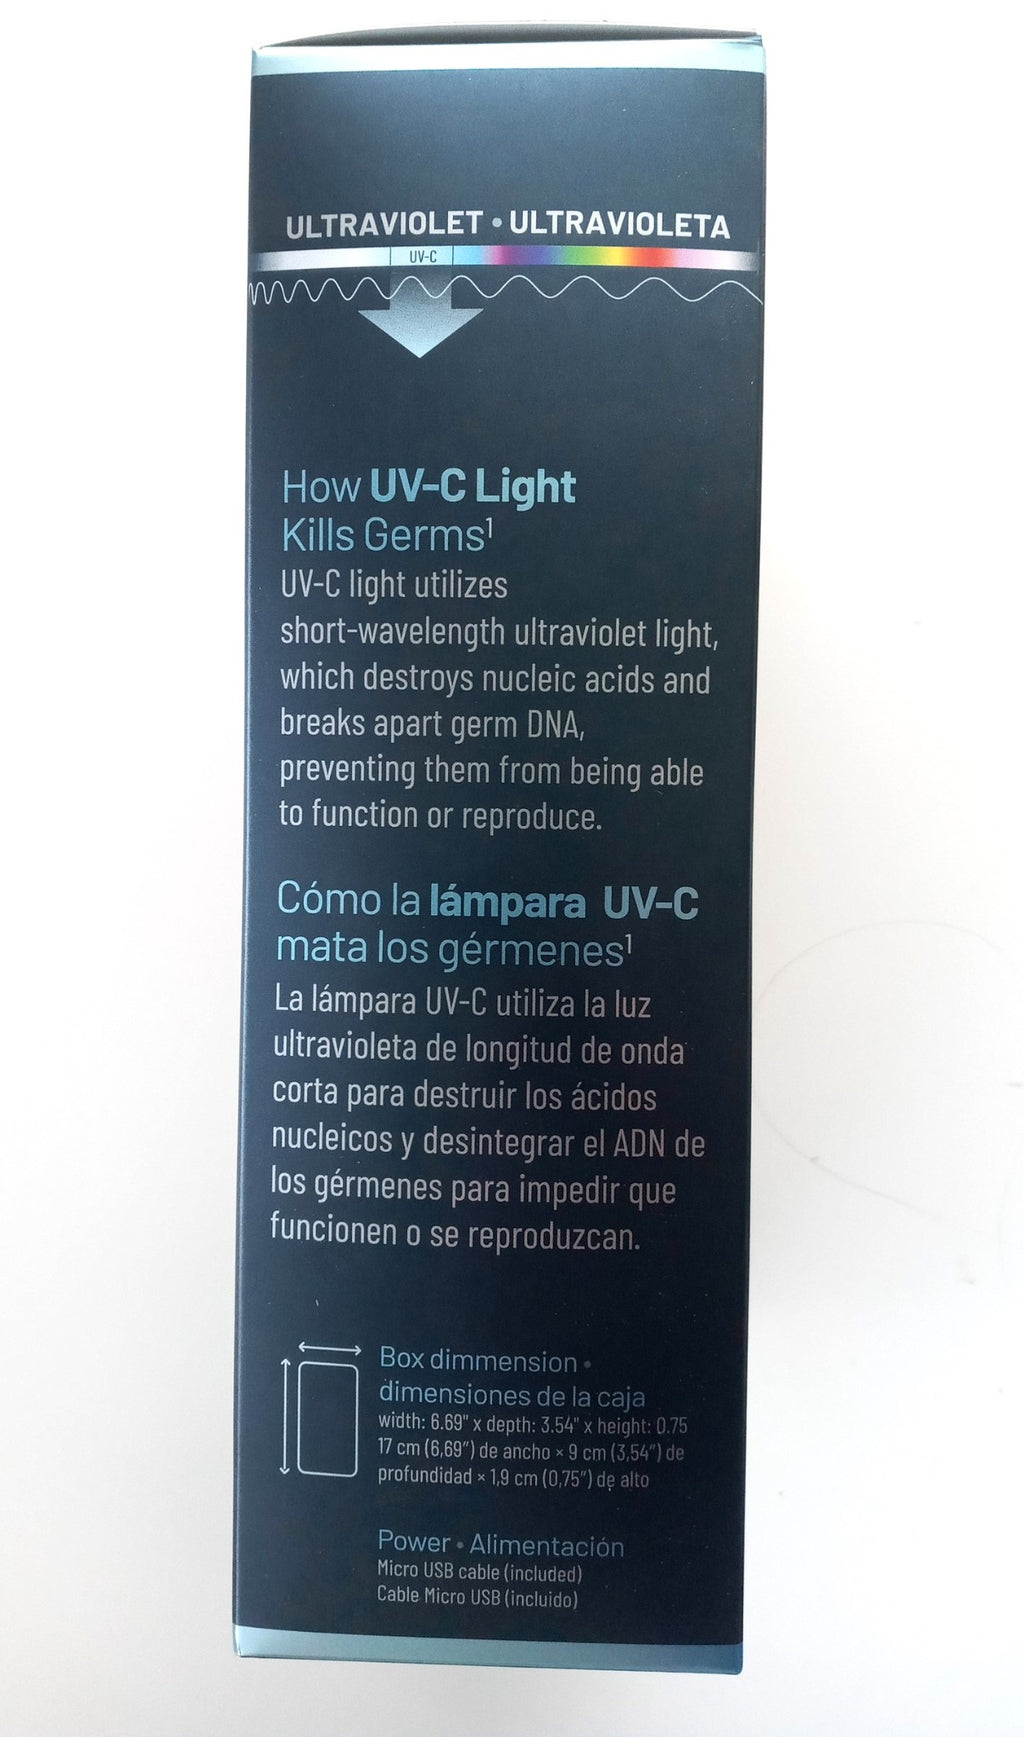 ULTRAVIOLET • ULTRAVIOLETA
UV-C
How UV-C Light
Kills Germs¹
UV-C light utilizes
short-wavelength ultraviolet light,
which destroys nucleic acids and
breaks apart germ DNA,
preventing them from being able
to function or reproduce.
Cómo la lámpara UV-C
mata los gérmenes¹
La lámpara UV-C utiliza la luz
ultravioleta de longitud de onda
corta para destruir los ácidos
nucleicos y desintegrar el ADN de
los gérmenes para impedir que
funcionen o se reproduzcan.
Box dimmension •
dimensiones de la caja
width: 6.69" x depth: 3.54" x height: 0.75
17 cm (6,69") de ancho × 9 cm (3,54") de
profundidad × 1,9 cm (0,75") de alto
Power • Alimentación
Micro USB cable (included)
Cable Micro USB (incluido)